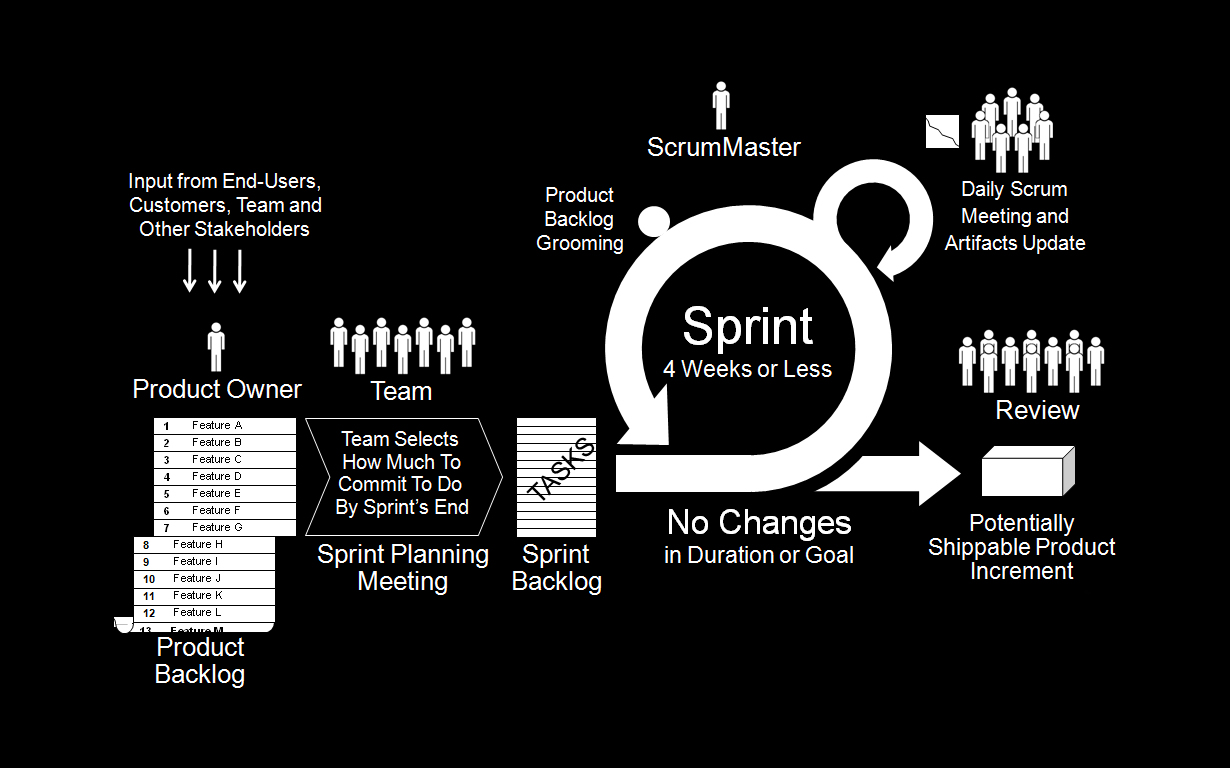 ScrumMaster
Input from End-Users,
Customers, Team and
Other Stakeholders
Product
Backlog
Grooming
Daily Scrum
Meeting and
Artifacts Update
Product Owner
Team
Sprint
4 Weeks or Less
Review
1 Feature A
2 Feature B
3 Feature C
4 Feature D
5 Feature E
6 Feature F
7 Feature G
8 Feature H
9 Feature I
10 Feature J
11 Feature K
12 Feature L
13 Feature M
Product
Backlog
Team Selects
How Much To
Commit To Do
By Sprint's End
Sprint Planning
Meeting
TASKS
Sprint
Backlog
No Changes
in Duration or Goal
Potentially
Shippable Product
Increment